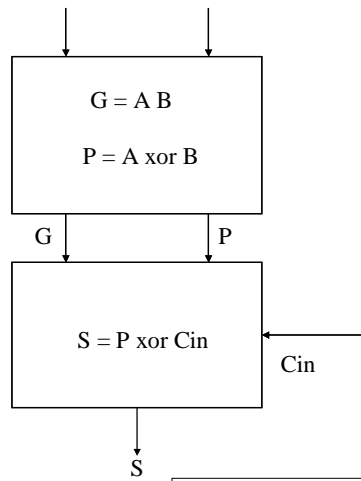 G = A B
P = A xor B
G
P
S = P xor Cin
Cin
S